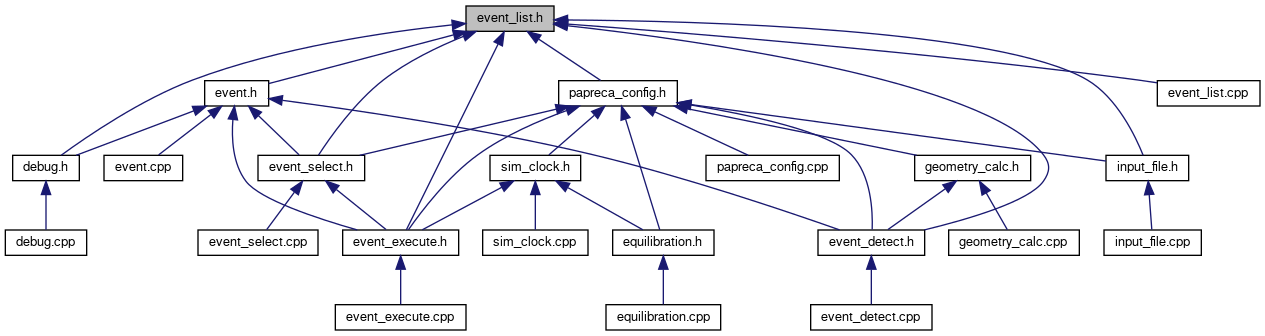 event_list.h
event.h
papreca_config.h
event_list.cpp
debug.h
event.cpp
event_select.h
sim_clock.h
papreca_config.cpp
geometry_calc.h
input_file.h
debug.cpp
event_select.cpp
event_execute.h
sim_clock.cpp
equilibration.h
event_detect.h
geometry_calc.cpp
input_file.cpp
event_execute.cpp
equilibration.cpp
event_detect.cpp